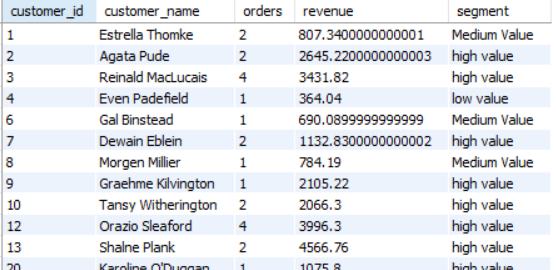 customer_id customer_name orders revenue segment
1 Estrella Thomke 2 807.3400000000001 Medium Value
2 Agata Pude 2 2645.2200000000003 high value
3 Reinald MacLucais 4 3431.82 high value
4 Even Padefield 1 364.04 low value
6 Gal Binstead 1 690.0899999999999 Medium Value
7 Dewain Eblein 2 1132.8300000000002 high value
8 Morgen Millier 1 784.19 Medium Value
9 Graehme Kilvington 1 2105.22 high value
10 Tansy Witherington 2 2066.3 high value
12 Orazio Sleaford 4 3996.3 high value
13 Shalne Plank 2 4566.76 high value
20 Karoline O'Duggan 1 1075.8 high value